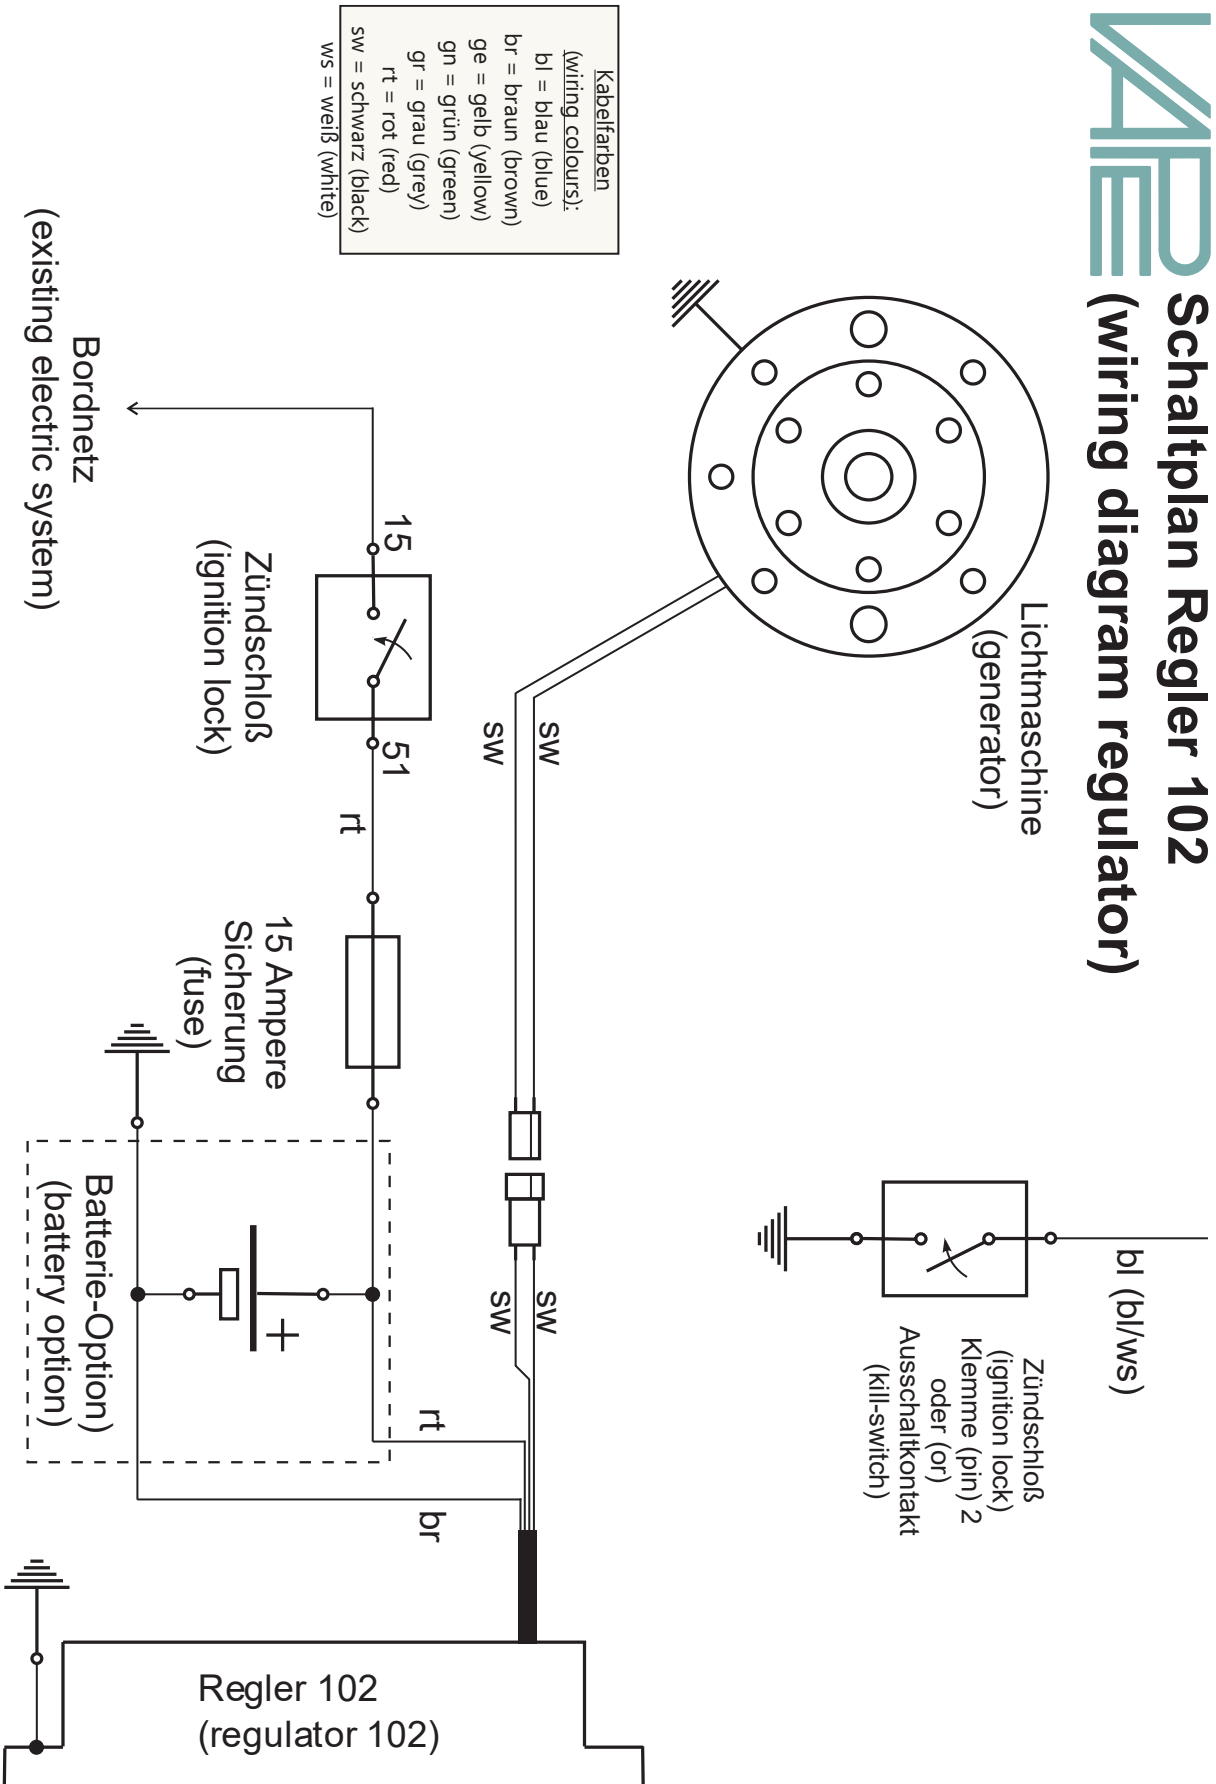 VAPE
Schaltplan Regler 102
(wiring diagram regulator)
Kabelfarben
(wiring colours):
bl = blau (blue)
br = braun (brown)
ge = gelb (yellow)
gn = grün (green)
gr = grau (grey)
rt = rot (red)
sw = schwarz (black)
ws = weiß (white)
Lichtmaschine
(generator)
bl (bl/ws)
Zündschloß
(ignition lock)
Klemme (pin) 2
oder (or)
Ausschaltkontakt
(kill-switch)
sw
sw
sw
sw
15
51
Zündschloß
(ignition lock)
rt
15 Ampere
Sicherung
(fuse)
Bordnetz
(existing electric system)
+
Batterie-Option)
(battery option)
rt
br
Regler 102
(regulator 102)